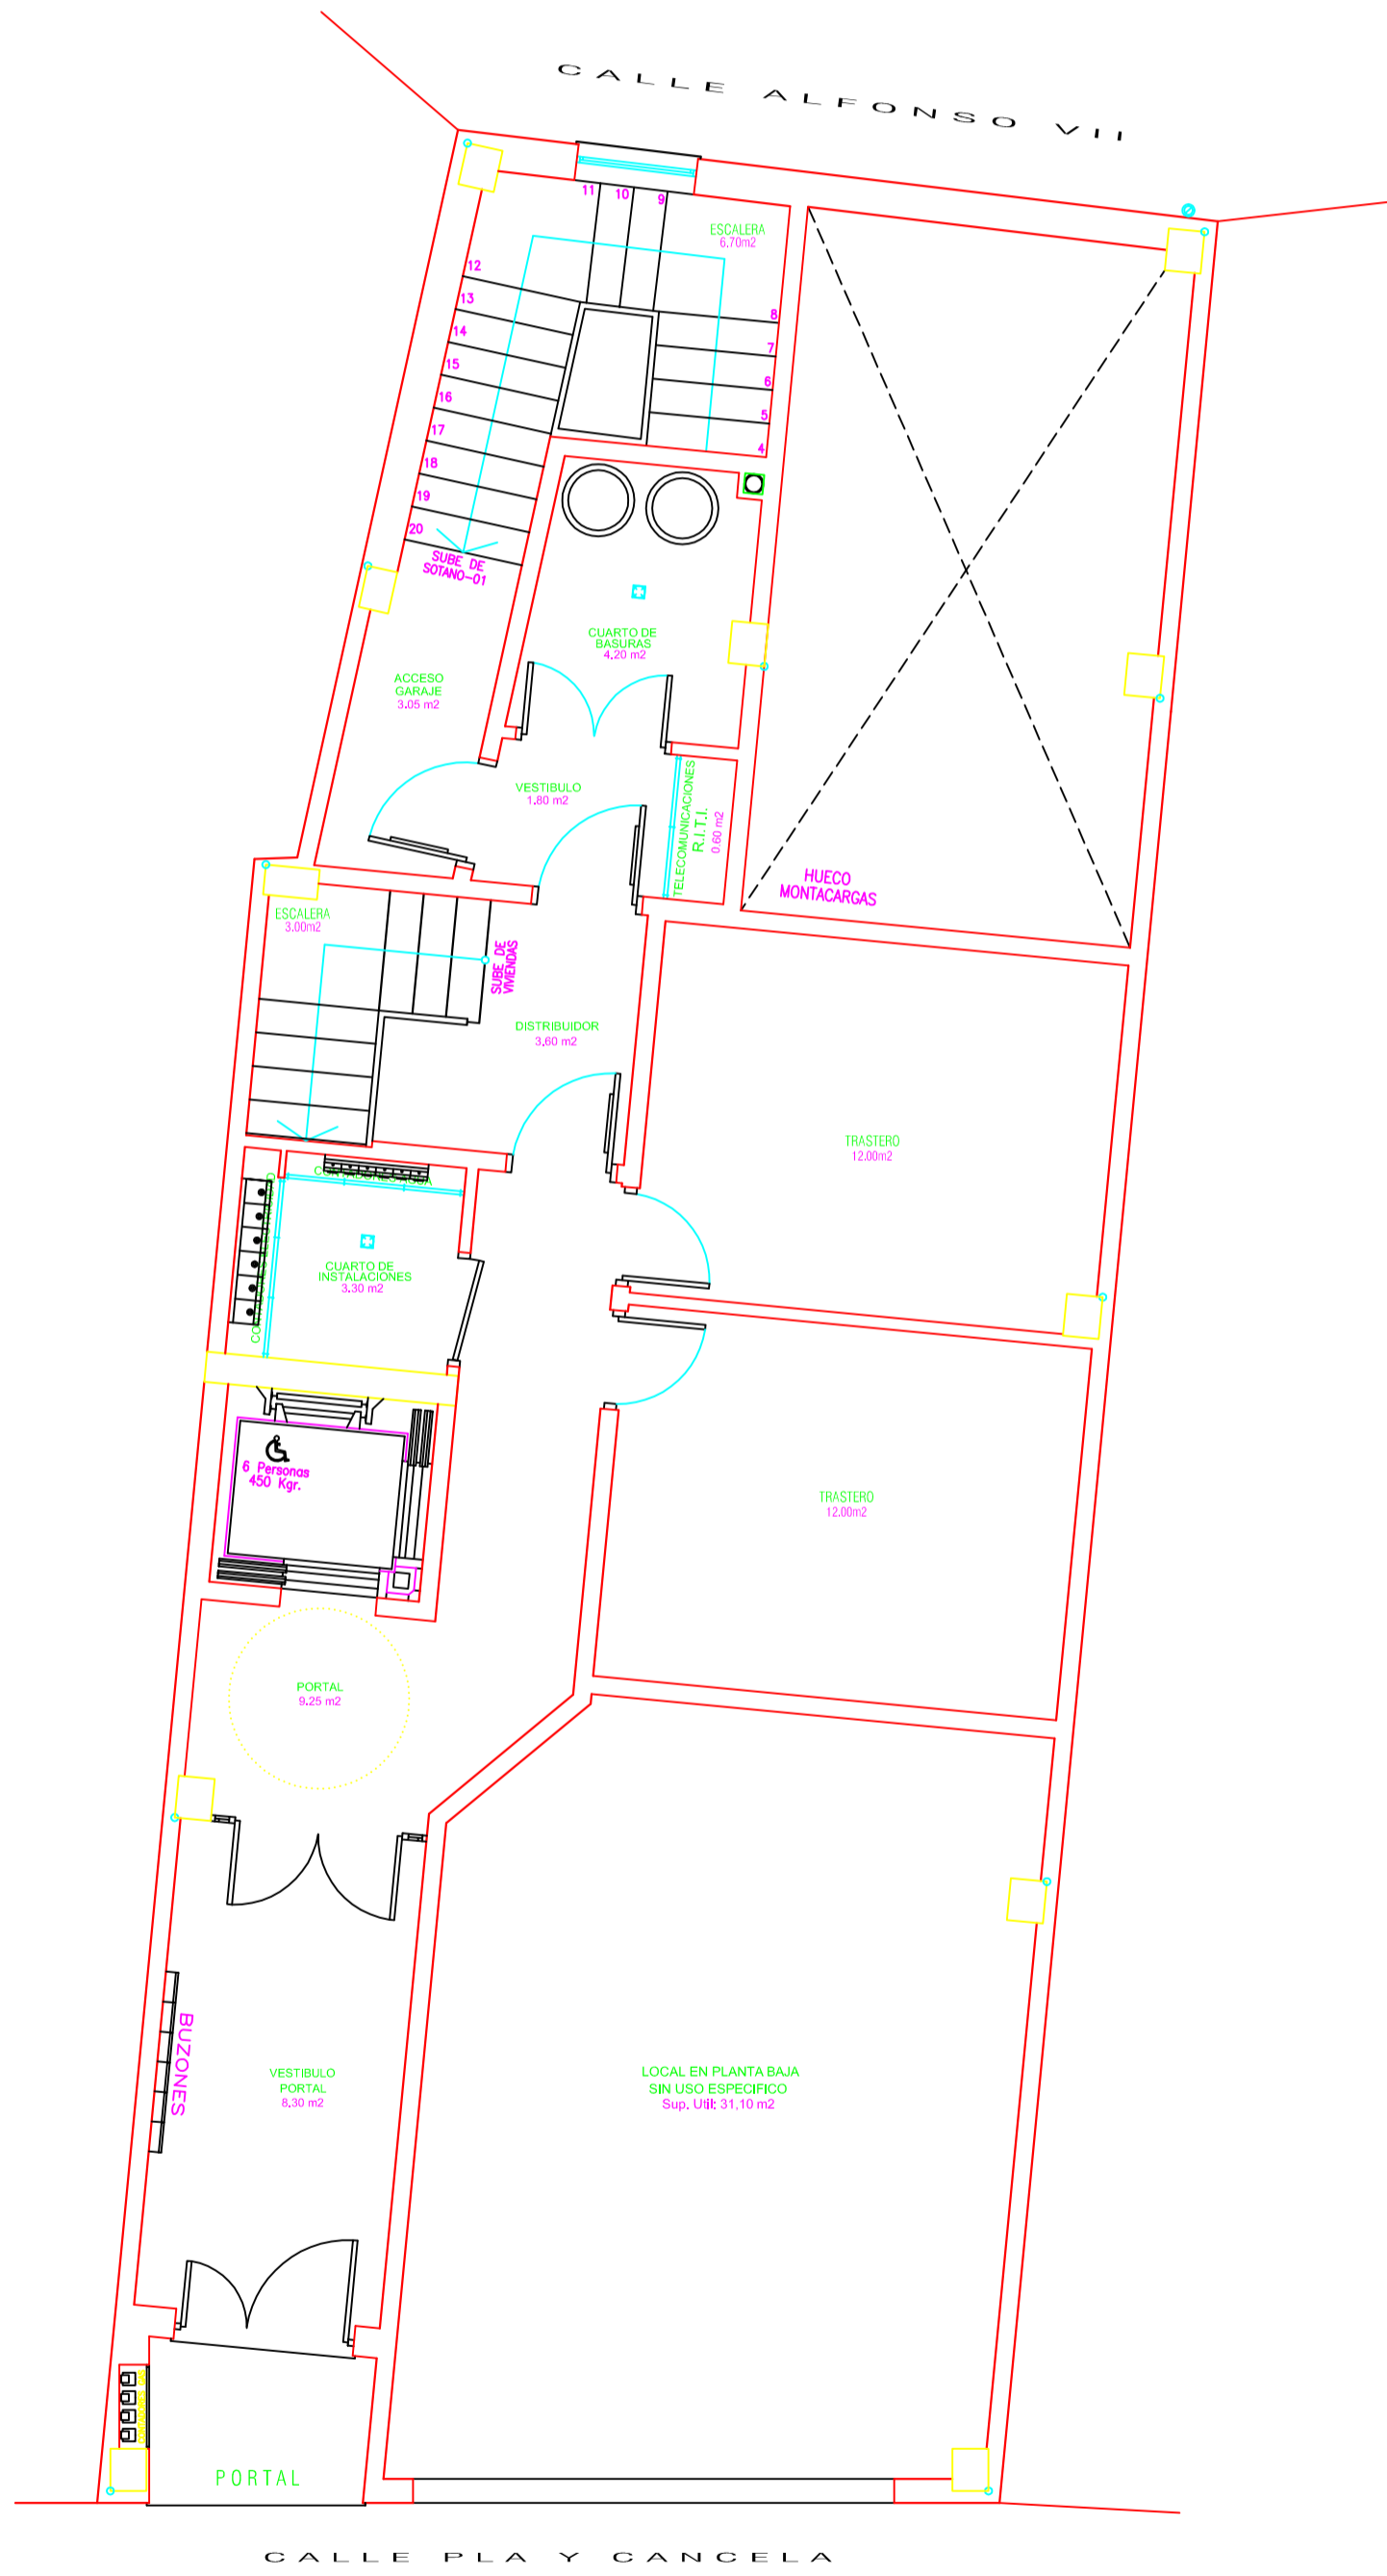 CALLE ALFONSO VII
11
10
9
ESCALERA
6.70m2
12
13
14
15
16
17
18
19
20
8
7
6
5
4
SUBE DE
SOTANO-01
CUARTO DE
BASURAS
4.20 m2
ACCESO
GARAJE
3.05 m2
VESTIBULO
1.80 m2
TELECOMUNICACIONES
R.I.T.I.
0.60 m2
HUECO
MONTACARGAS
ESCALERA
3.00m2
SUBE DE
VIVIENDAS
DISTRIBUIDOR
3.60 m2
TRASTERO
12.00m2
CONTADORES AGUA
CUARTO DE
INSTALACIONES
3.30 m2
6 Personas
450 Kgr.
TRASTERO
12.00m2
PORTAL
9.25 m2
BUZONES
VESTIBULO
PORTAL
8.30 m2
LOCAL EN PLANTA BAJA
SIN USO ESPECIFICO
Sup. Util: 31.10 m2
PORTAL
CALLE PLA Y CANCELA